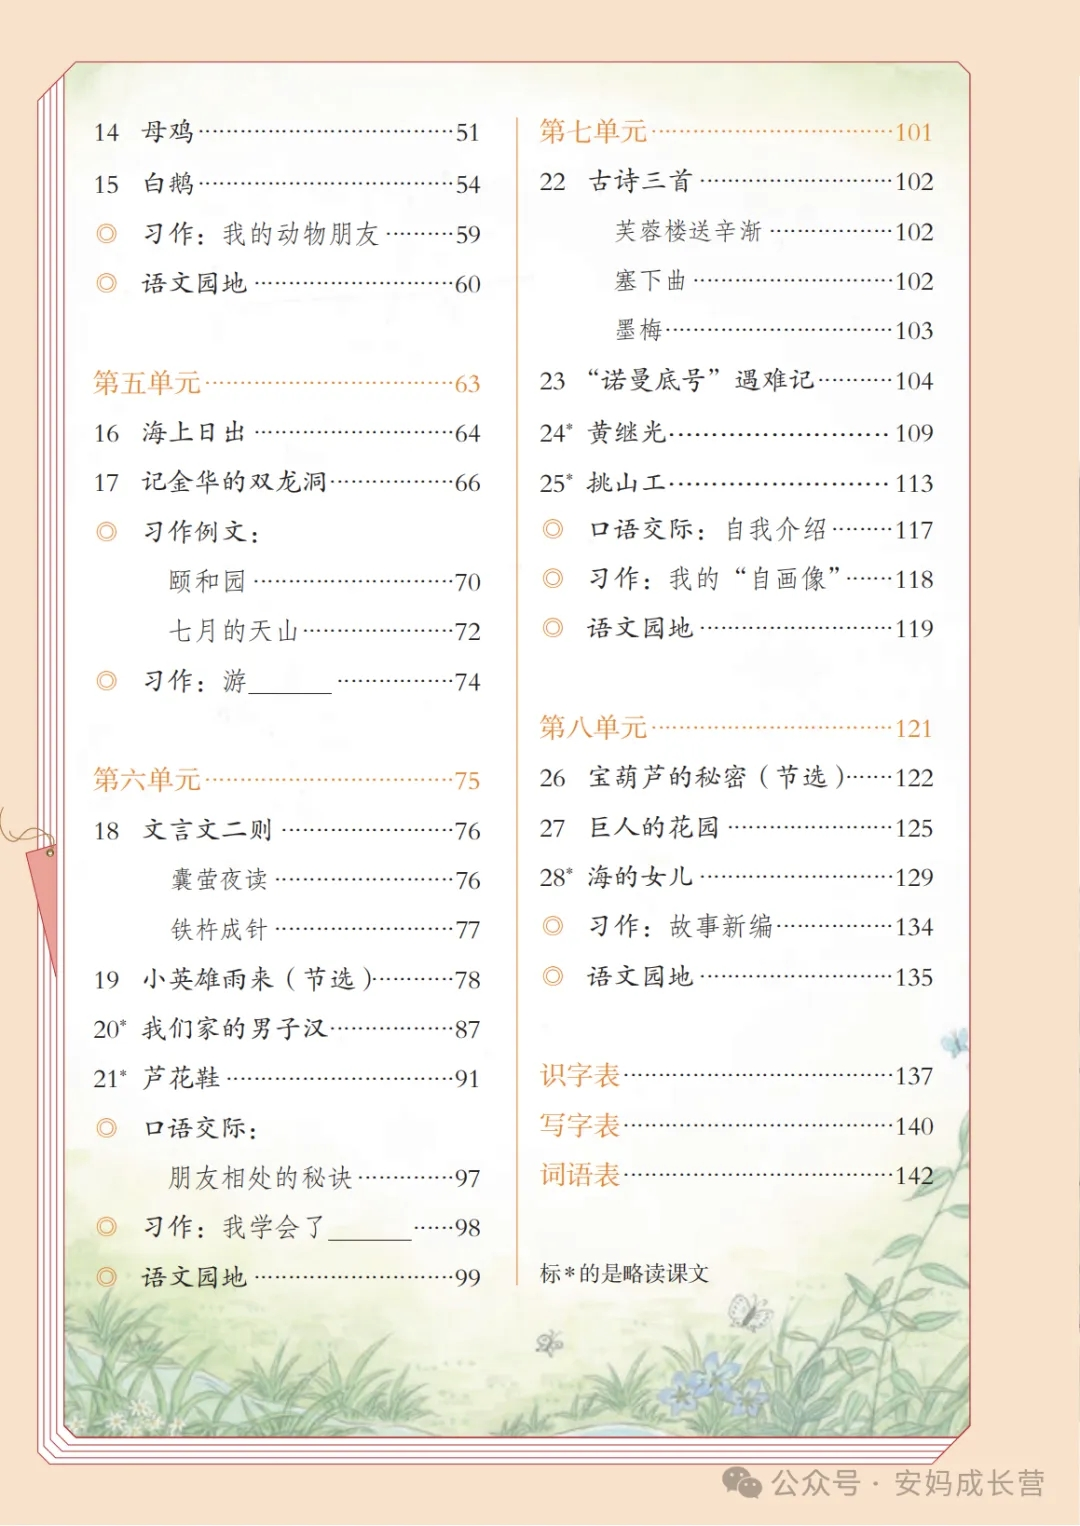 14 母鸡……51
15 白鹅……54
◎ 习作：我的动物朋友……59
◎ 语文园地……60
第五单元……63
16 海上日出……64
17 记金华的双龙洞……66
◎ 习作例文：
颐和园……70
七月的天山……72
◎ 习作：游______……74
第六单元……75
18 文言文二则……76
囊萤夜读……76
铁杵成针……77
19 小英雄雨来（节选）……78
20* 我们家的男子汉……87
21* 芦花鞋……91
◎ 口语交际：
朋友相处的秘诀……97
◎ 习作：我学会了______……98
◎ 语文园地……99
第七单元……101
22 古诗三首……102
芙蓉楼送辛渐……102
塞下曲……102
墨梅……103
23 “诺曼底号”遇难记……104
24* 黄继光……109
25* 挑山工……113
◎ 口语交际：自我介绍……117
◎ 习作：我的“自画像”……118
◎ 语文园地……119
第八单元……121
26 宝葫芦的秘密（节选）……122
27 巨人的花园……125
28* 海的女儿……129
◎ 习作：故事新编……134
◎ 语文园地……135
识字表……137
写字表……140
词语表……142
标*的是略读课文
公众号·安妈成长营